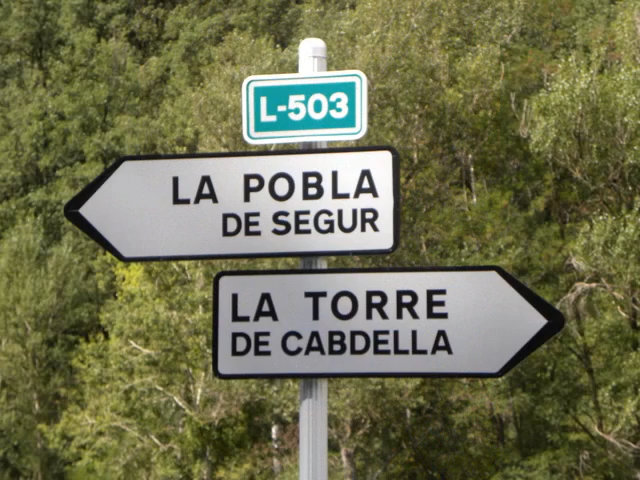 L-503
LA POBLA
DE SEGUR
LA TORRE
DE CABDELLA